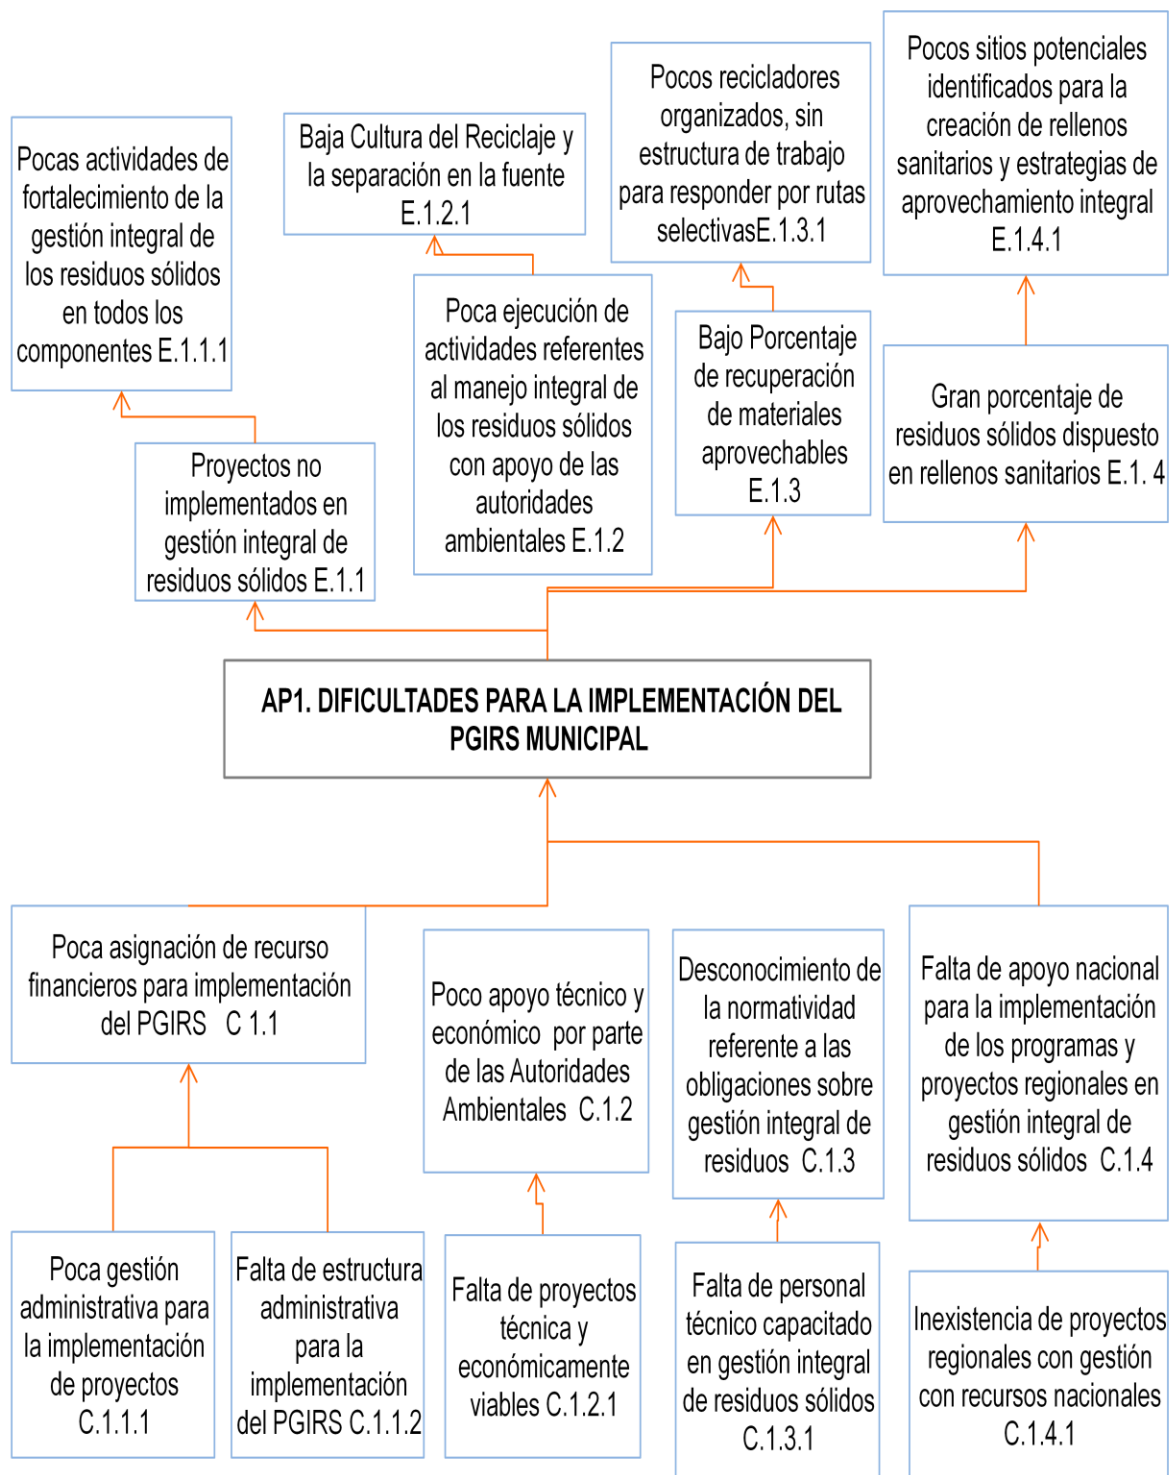 Pocas actividades de
fortalecimiento de la
gestión integral de
los residuos sólidos
en todos los
componentes E.1.1.1
Baja Cultura del Reciclaje y
la separación en la fuente
E.1.2.1
Pocos recicladores
organizados, sin
estructura de trabajo
para responder por rutas
selectivasE.1.3.1
Pocos sitios potenciales
identificados para la
creación de rellenos
sanitarios y estrategias de
aprovechamiento integral
E.1.4.1
Proyectos no
implementados en
gestión integral de
residuos sólidos E.1.1
Poca ejecución de
actividades referentes
al manejo integral de
los residuos sólidos
con apoyo de las
autoridades
ambientales E.1.2
Bajo Porcentaje
de recuperación
de materiales
aprovechables
E.1.3
Gran porcentaje de
residuos sólidos dispuesto
en rellenos sanitarios E.1. 4
AP1. DIFICULTADES PARA LA IMPLEMENTACIÓN DEL
PGIRS MUNICIPAL
Poca asignación de recurso
financieros para implementación
del PGIRS C 1.1
Poco apoyo técnico y
económico por parte
de las Autoridades
Ambientales C.1.2
Desconocimiento de
la normatividad
referente a las
obligaciones sobre
gestión integral de
residuos C.1.3
Falta de apoyo nacional
para la implementación
de los programas y
proyectos regionales en
gestión integral de
residuos sólidos C.1.4
Poca gestión
administrativa para
la implementación
de proyectos
C.1.1.1
Falta de estructura
administrativa
para la
implementación
del PGIRS C.1.1.2
Falta de proyectos
técnica y
económicamente
viables C.1.2.1
Falta de personal
técnico capacitado
en gestión integral
de residuos sólidos
C.1.3.1
Inexistencia de proyectos
regionales con gestión
con recursos nacionales
C.1.4.1